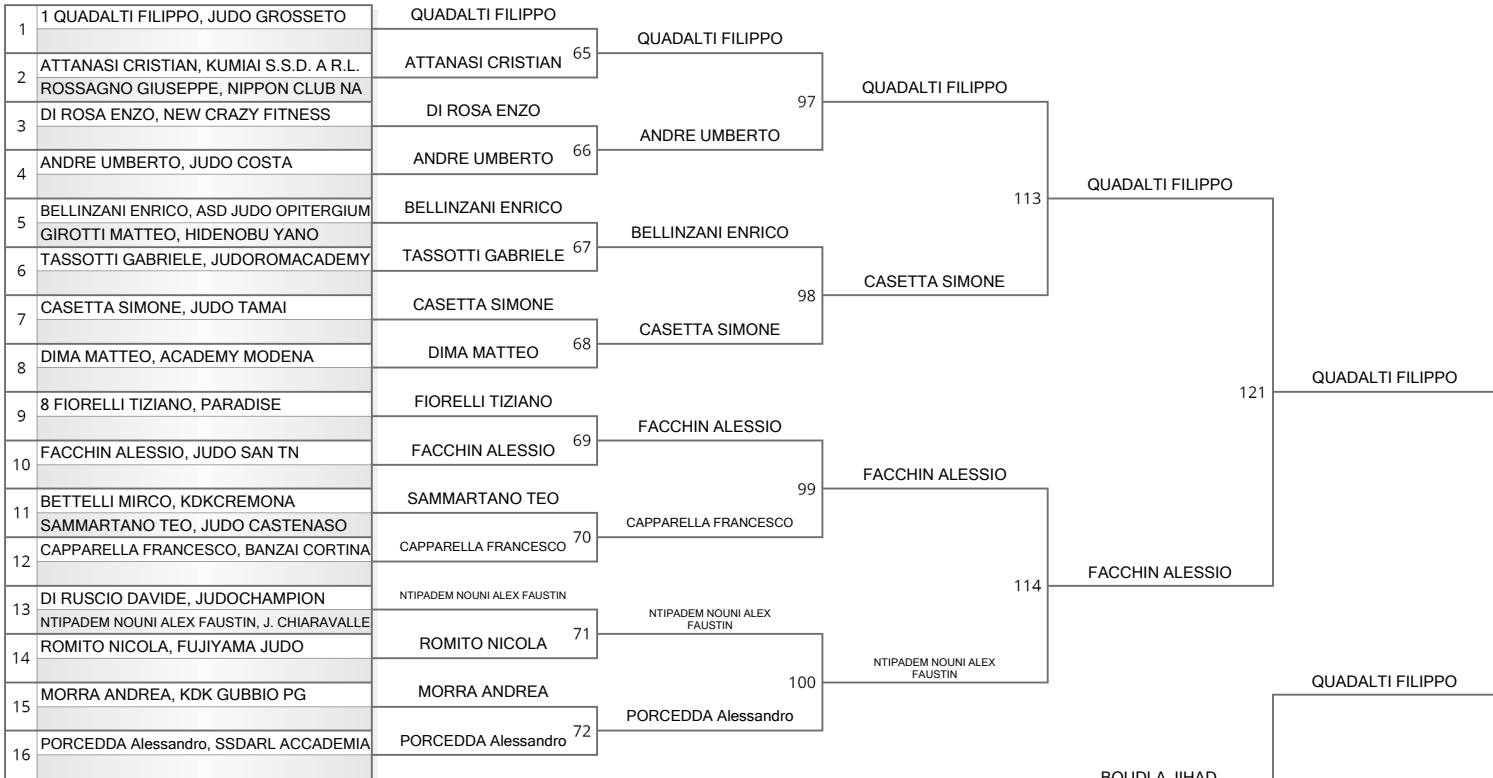 1
1 QUADALTI FILIPPO, JUDO GROSSETO
2
ATTANASI CRISTIAN, KUMIAI S.S.D. A R.L.
ROSSAGNO GIUSEPPE, NIPPON CLUB NA
3
DI ROSA ENZO, NEW CRAZY FITNESS
4
ANDRE UMBERTO, JUDO COSTA
5
BELLINZANI ENRICO, ASD JUDO OPITERGIUM
GIROTTI MATTEO, HIDENOBU YANO
6
TASSOTTI GABRIELE, JUDOROMACADEMY
7
CASETTA SIMONE, JUDO TAMAI
8
DIMA MATTEO, ACADEMY MODENA
9
8 FIORELLI TIZIANO, PARADISE
10
FACCHIN ALESSIO, JUDO SAN TN
11
BETTELLI MIRCO, KDKCREMONA
SAMMARTANO TEO, JUDO CASTENASO
12
CAPPARELLA FRANCESCO, BANZAI CORTINA
13
DI RUSCIO DAVIDE, JUDOCHAMPION
NTIPADEM NOUNI ALEX FAUSTIN, J. CHIARAVALLE
14
ROMITO NICOLA, FUJIYAMA JUDO
15
MORRA ANDREA, KDK GUBBIO PG
16
PORCEDDA Alessandro, SSDARL ACCADEMIA
QUADALTI FILIPPO
65
ATTANASI CRISTIAN
DI ROSA ENZO
66
ANDRE UMBERTO
BELLINZANI ENRICO
67
TASSOTTI GABRIELE
CASETTA SIMONE
68
DIMA MATTEO
FIORELLI TIZIANO
69
FACCHIN ALESSIO
SAMMARTANO TEO
70
CAPPARELLA FRANCESCO
NTIPADEM NOUNI ALEX FAUSTIN
71
ROMITO NICOLA
MORRA ANDREA
72
PORCEDDA Alessandro
QUADALTI FILIPPO
97
ANDRE UMBERTO
BELLINZANI ENRICO
98
CASETTA SIMONE
FACCHIN ALESSIO
99
CAPPARELLA FRANCESCO
NTIPADEM NOUNI ALEX
FAUSTIN
100
PORCEDDA Alessandro
QUADALTI FILIPPO
113
CASETTA SIMONE
FACCHIN ALESSIO
114
NTIPADEM NOUNI ALEX
FAUSTIN
QUADALTI FILIPPO
121
FACCHIN ALESSIO
QUADALTI FILIPPO
QUADALTI FILIPPO
BOUDLA JIHAD